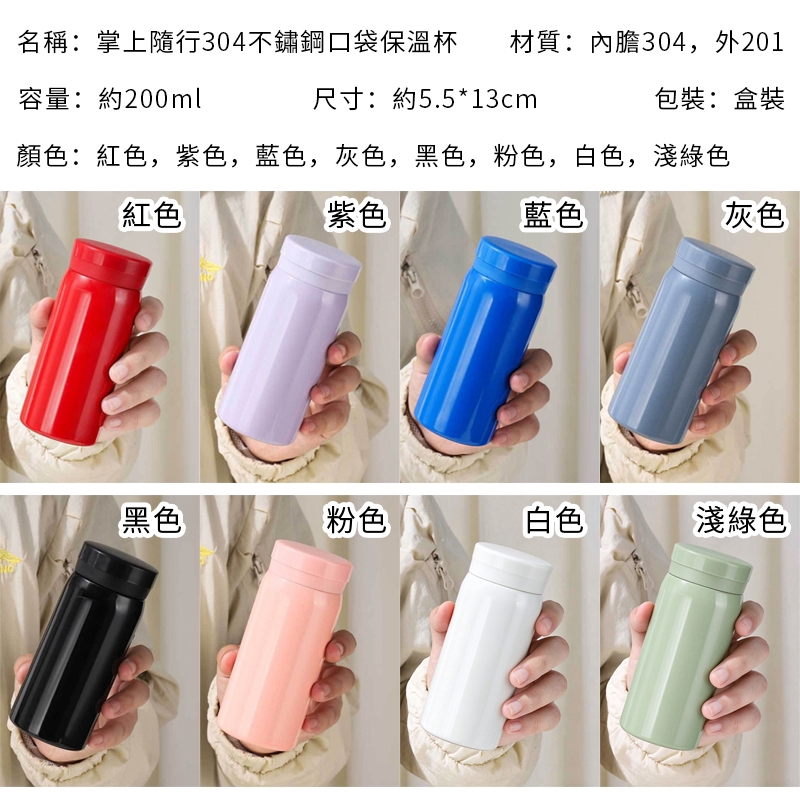 名稱：掌上隨行304不鏽鋼口袋保溫杯 材質：內膽304，外201
容量：約200ml 尺寸：約5.5*13cm 包裝：盒裝
顏色：紅色，紫色，藍色，灰色，黑色，粉色，白色，淺綠色
紅色 紫色 藍色 灰色
黑色 粉色 白色 淺綠色